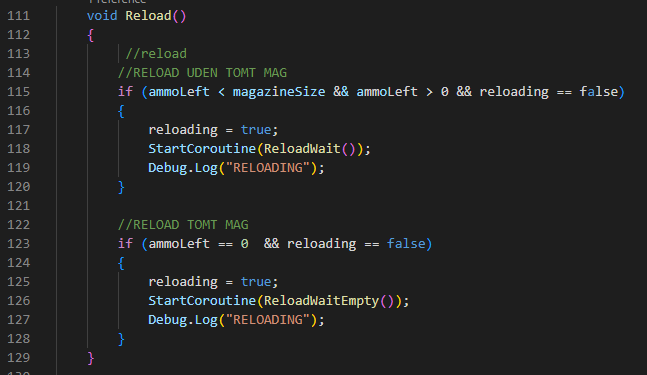 111 void Reload()
112 {
113 //reload
114 //RELOAD UDEN TOMT MAG
115 if (ammoLeft < magazineSize && ammoLeft > 0 && reloading == false)
116 {
117 reloading = true;
118 StartCoroutine(ReloadWait());
119 Debug.Log("RELOADING");
120 }
121
122 //RELOAD TOMT MAG
123 if (ammoLeft == 0  && reloading == false)
124 {
125 reloading = true;
126 StartCoroutine(ReloadWaitEmpty());
127 Debug.Log("RELOADING");
128 }
129 }